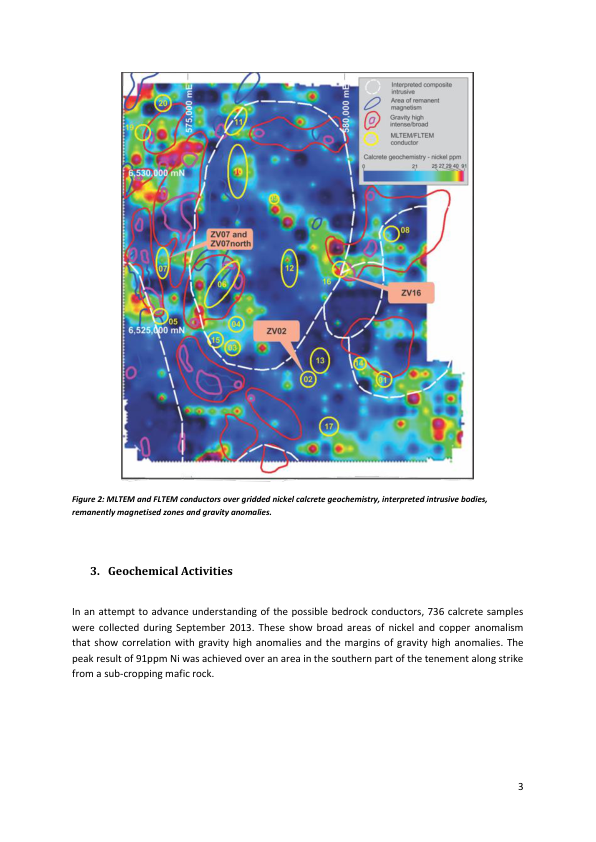 Interpreted composite
intrusive
Area of remanent
magnetism
Gravity high
intense/broad
MLTEM/FLTEM
conductor
Calcrete geochemistry - nickel ppm
0 21 25 27 29 40 91
575,000 mE
580,000 mE
20
19
11
6,530,000 mN
08
ZV07 and
ZV07north
07
12
16
06
ZV16
05
04
6,525,000 mN
ZV02
15
03
13
14
02
01
17
Figure 2: MLTEM and FLTEM conductors over gridded nickel calcrete geochemistry, interpreted intrusive bodies,
remanently magnetised zones and gravity anomalies.
3. Geochemical Activities
In an attempt to advance understanding of the possible bedrock conductors, 736 calcrete samples
were collected during September 2013. These show broad areas of nickel and copper anomalism
that show correlation with gravity high anomalies and the margins of gravity high anomalies. The
peak result of 91ppm Ni was achieved over an area in the southern part of the tenement along strike
from a sub-cropping mafic rock.
3